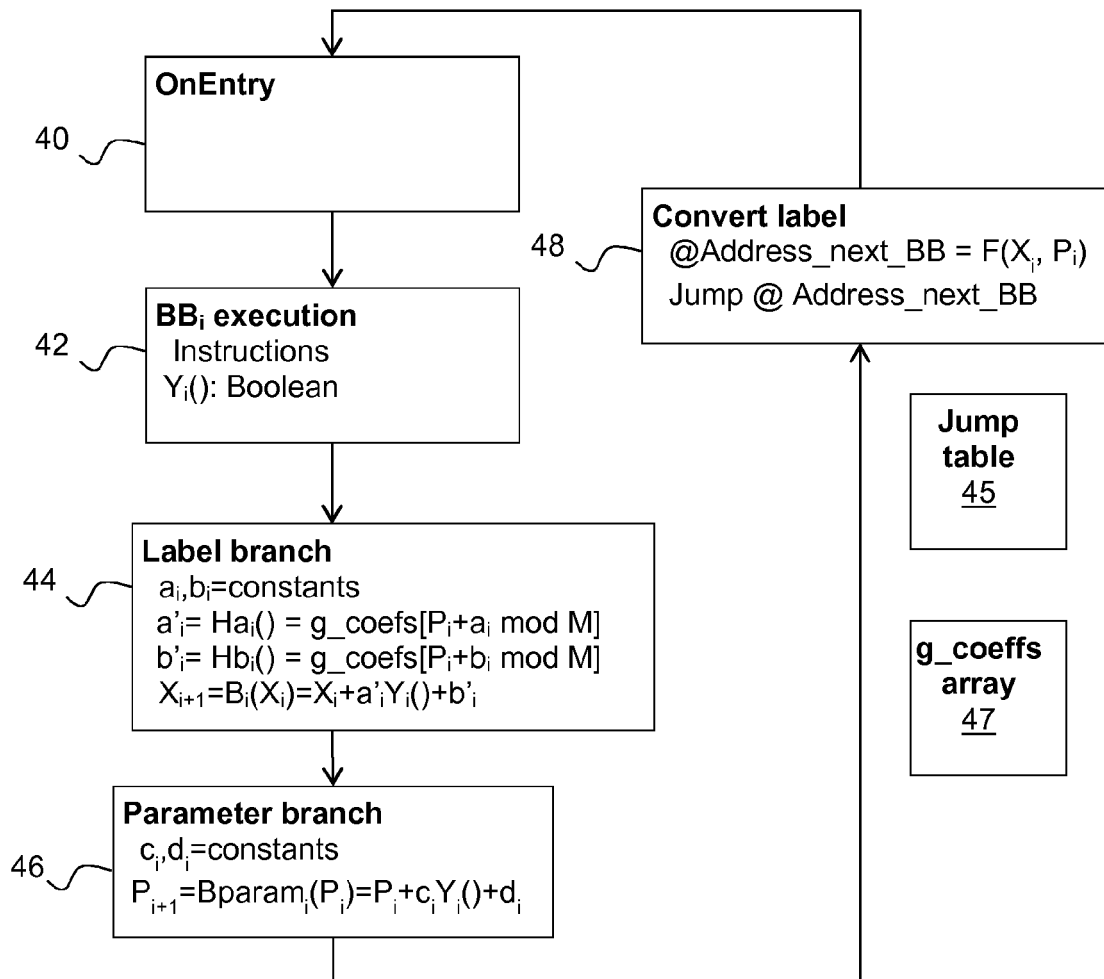 OnEntry
40
BBᵢ execution
Instructions
Yᵢ(): Boolean
42
Label branch
aᵢ,bᵢ=constants
a'ᵢ= Haᵢ() = g_coefs[Pᵢ+aᵢ mod M]
b'ᵢ= Hbᵢ() = g_coefs[Pᵢ+bᵢ mod M]
Xᵢ₊₁=Bᵢ(Xᵢ)=Xᵢ+a'ᵢYᵢ()+b'ᵢ
44
Parameter branch
cᵢ,dᵢ=constants
Pᵢ₊₁=Bparamᵢ(Pᵢ)=Pᵢ+cᵢYᵢ()+dᵢ
46
Convert label
@Address_next_BB = F(Xᵢ, Pᵢ)
Jump @ Address_next_BB
48
Jump
table
45
g_coeffs
array
47